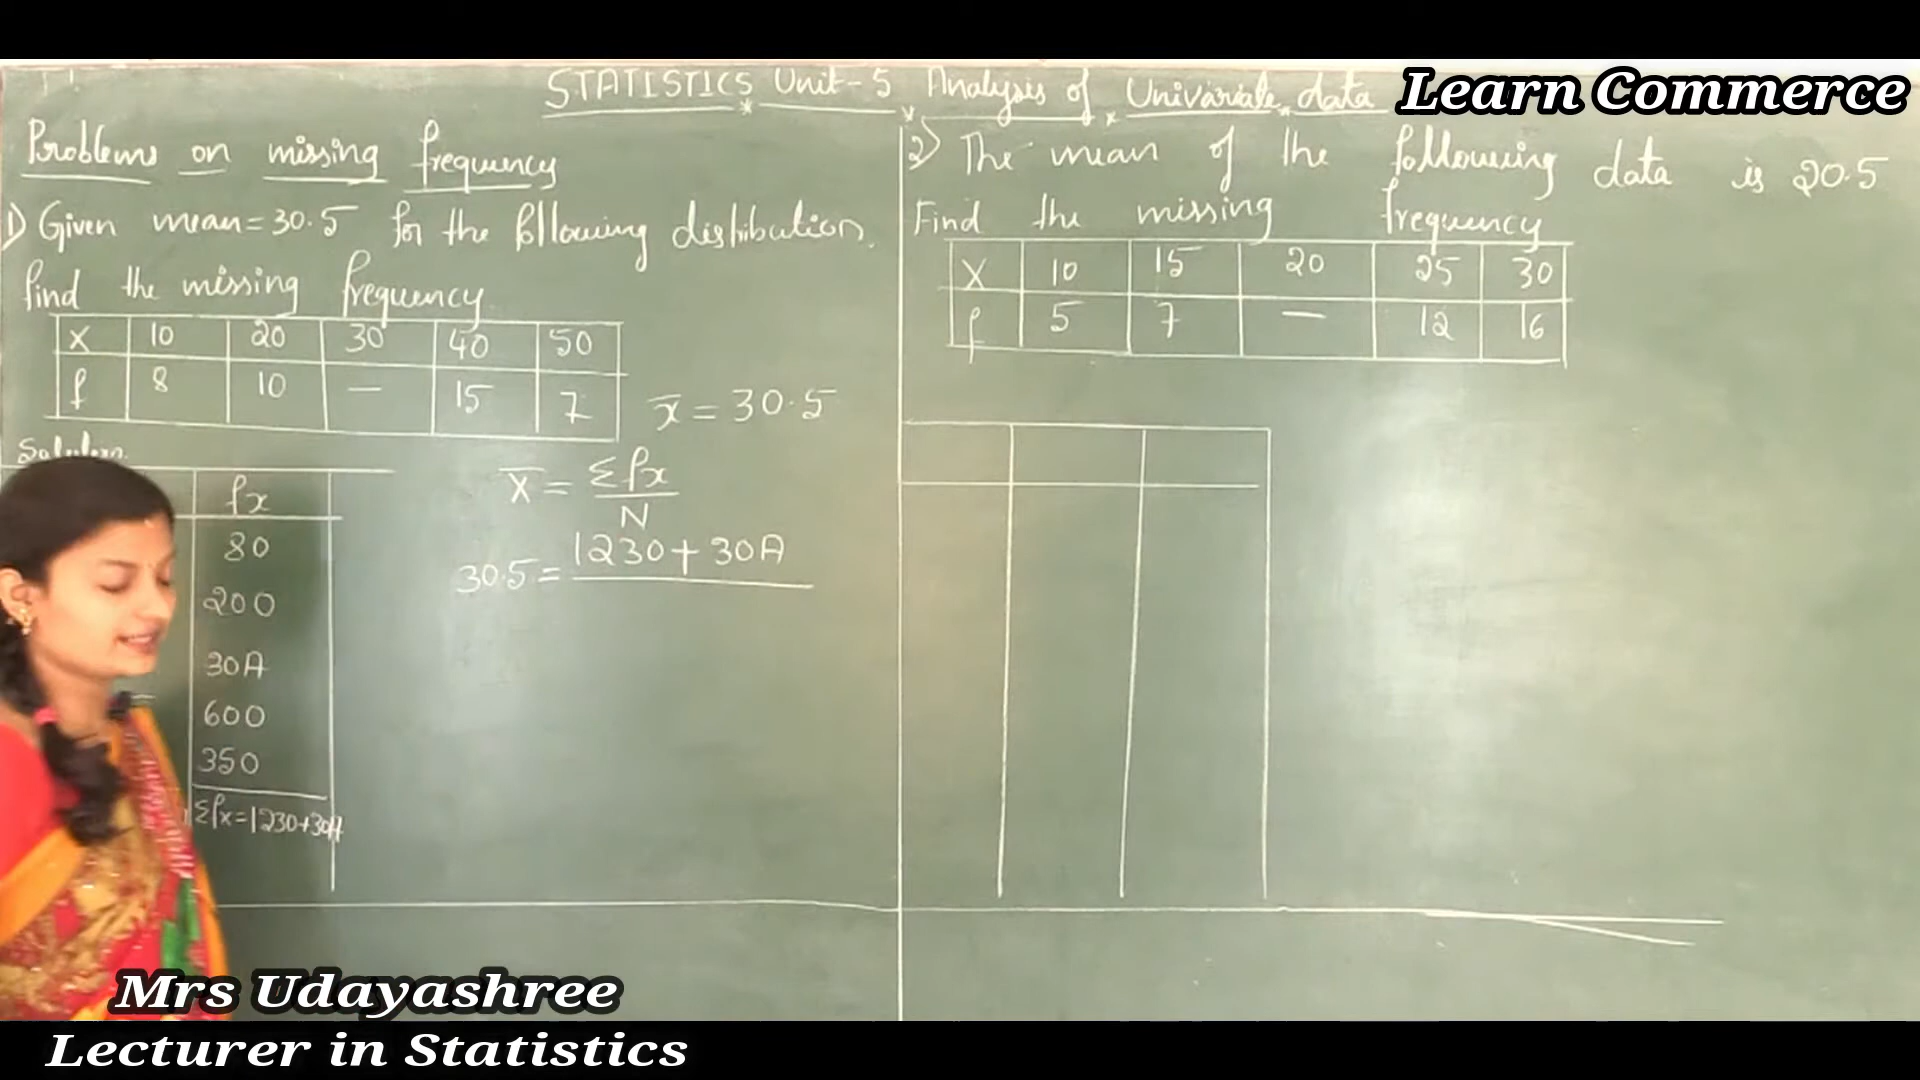 STATISTICS Unit-5 Analysis of Univariate data
Learn Commerce
Problems on missing frequency
1) Given mean=30.5 for the following distribution.
find the missing frequency
X 10 20 30 40 50
f 8 10 — 15 7
x̄ = 30.5
Solution
fx
80
200
30A
600
350
Σfx=1230+30A
X̄ = Σfx / N
30.5 = 1230+30A
2) The mean of the following data is 20.5
Find the missing frequency
X 10 15 20 25 30
f 5 7 — 12 16
Mrs Udayashree
Lecturer in Statistics